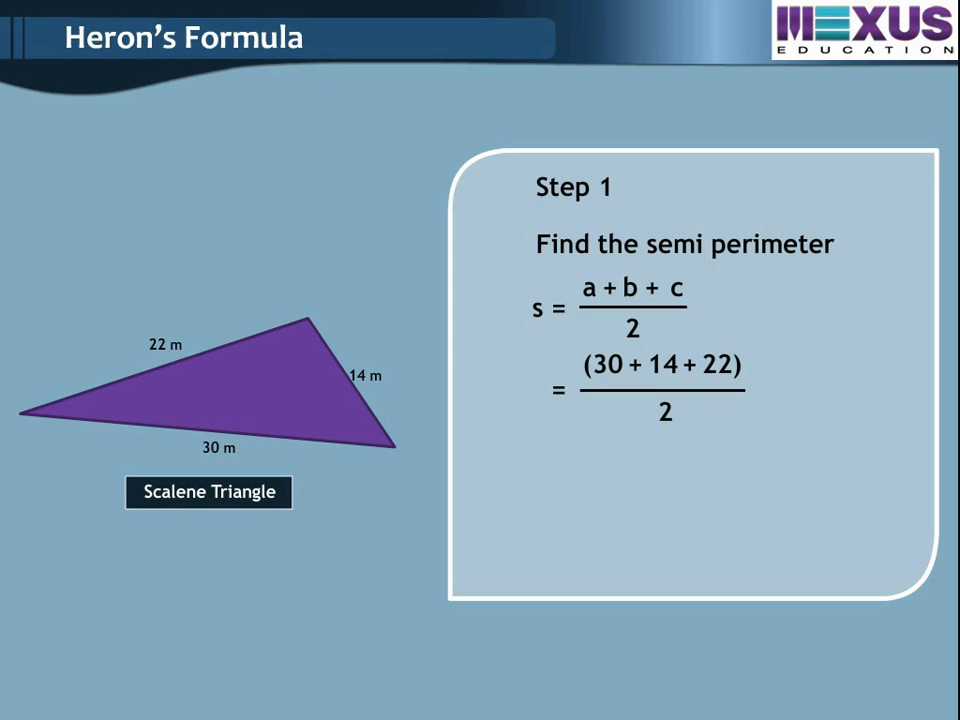 Heron's Formula
MEXUS
EDUCATION
Step 1
Find the semi perimeter
s = a + b + c
2
= (30 + 14 + 22)
2
22 m
14 m
30 m
Scalene Triangle